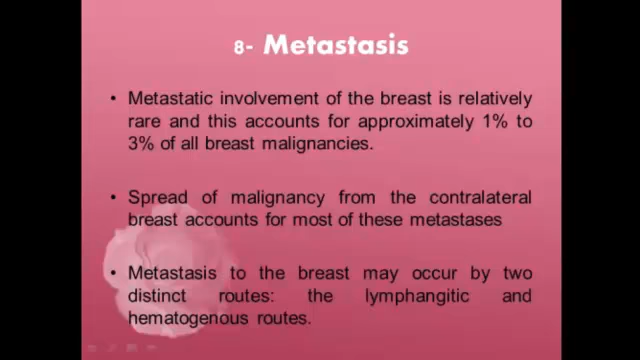 8- Metastasis
• Metastatic involvement of the breast is relatively
rare and this accounts for approximately 1% to
3% of all breast malignancies.
• Spread of malignancy from the contralateral
breast accounts for most of these metastases
• Metastasis to the breast may occur by two
distinct routes: the lymphangitic and
hematogenous routes.